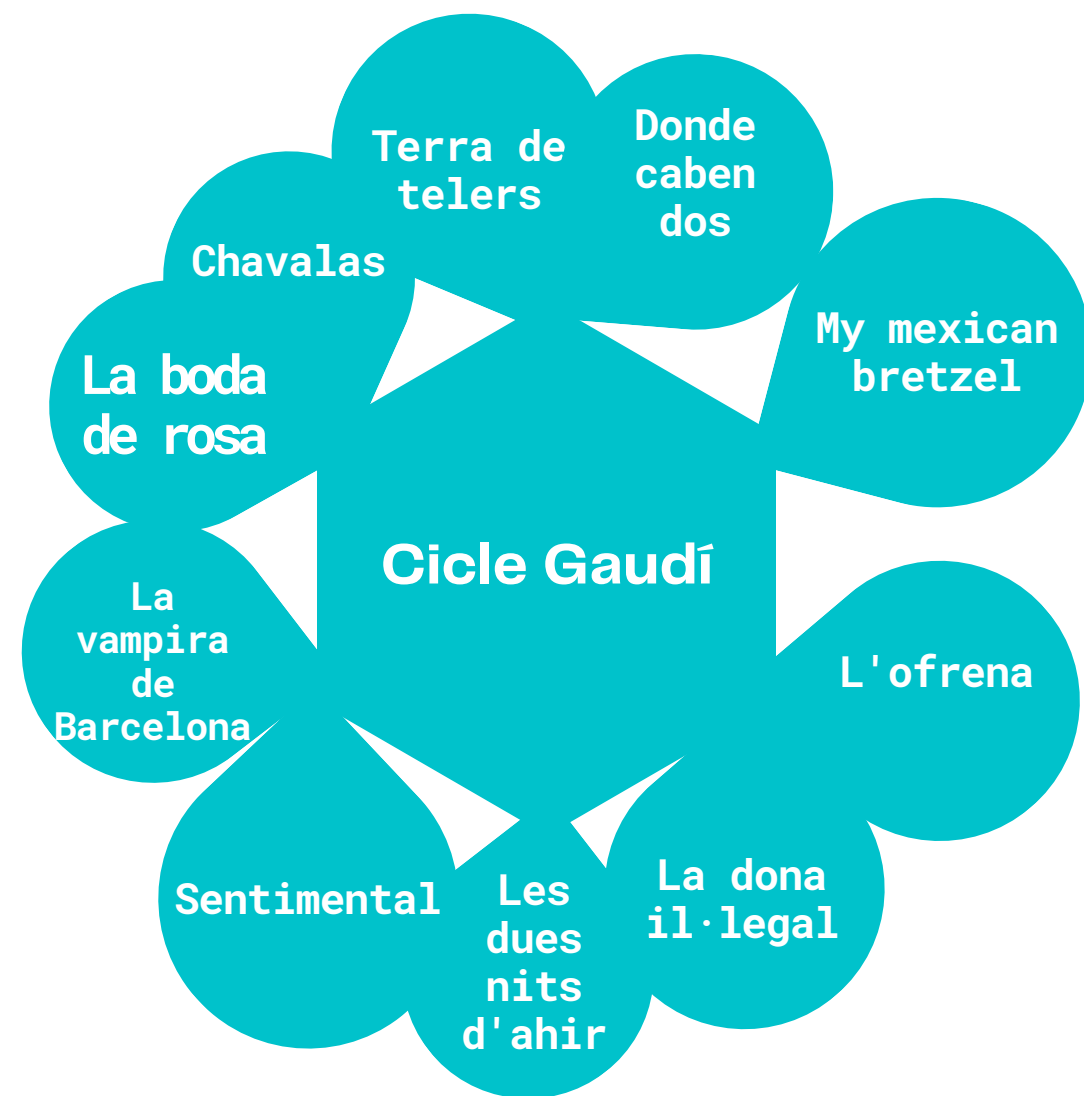 Terra de
telers
Donde
caben
dos
Chavalas
My mexican
bretzel
La boda
de rosa
Cicle Gaudí
La
vampira
de
Barcelona
L'ofrena
Sentimental
Les
dues
nits
d'ahir
La dona
il·legal